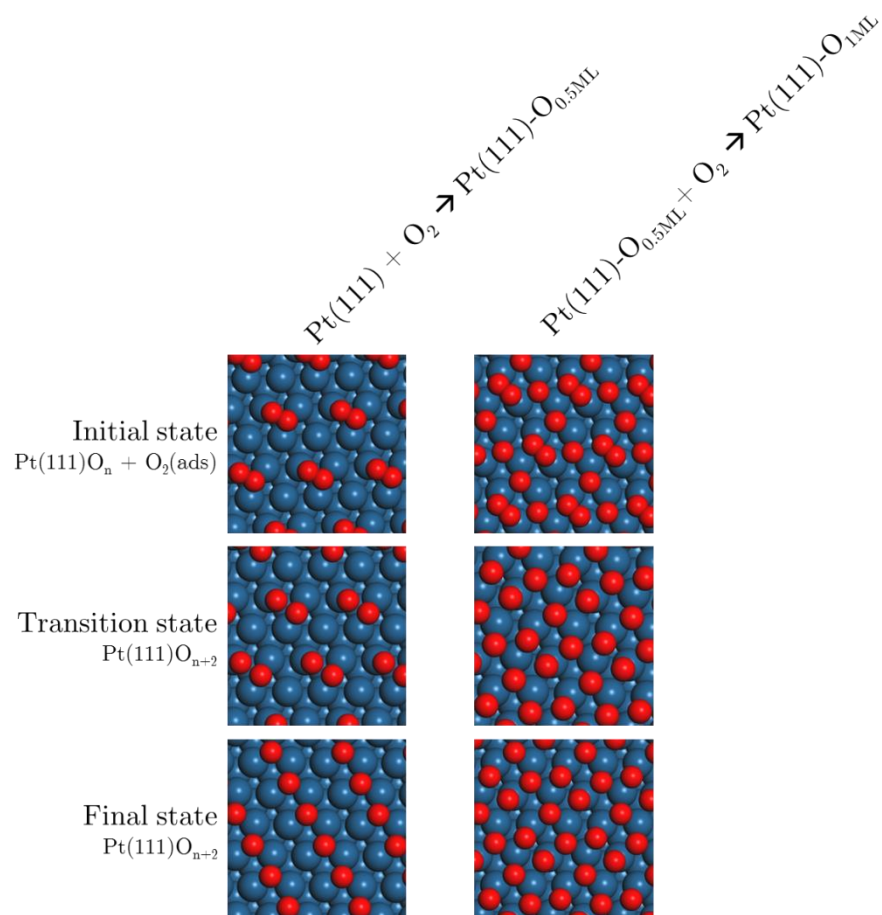 Pt(111) + O₂ ➔ Pt(111)-O₀.₅ML
Pt(111)-O₀.₅ML + O₂ ➔ Pt(111)-O₁ML
Initial state
Pt(111)Oₙ + O₂(ads)
Transition state
Pt(111)Oₙ₊₂
Final state
Pt(111)Oₙ₊₂